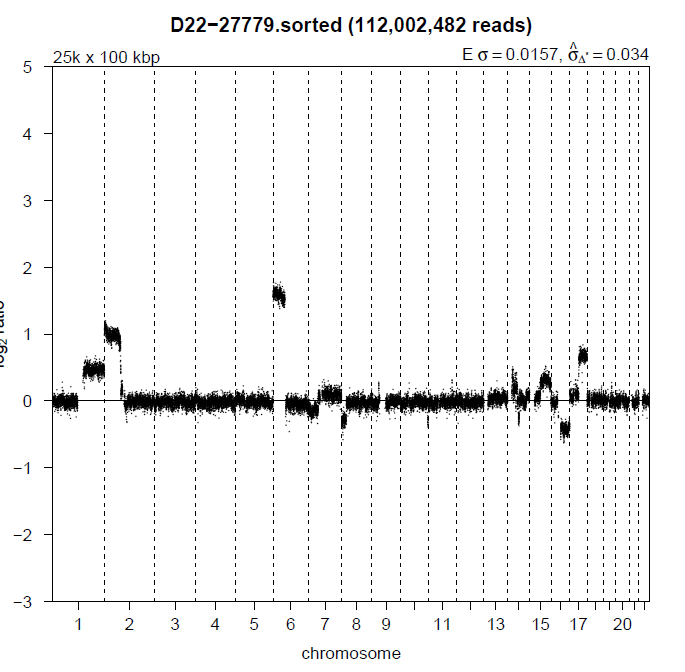 D22−27779.sorted (112,002,482 reads)
25k x 100 kbp
E σ = 0.0157, σ̂Δ* = 0.034
5
4
3
2
1
0
−1
−2
−3
log2 ratio
1 2 3 4 5 6 7 8 9 11 13 15 17 20
chromosome